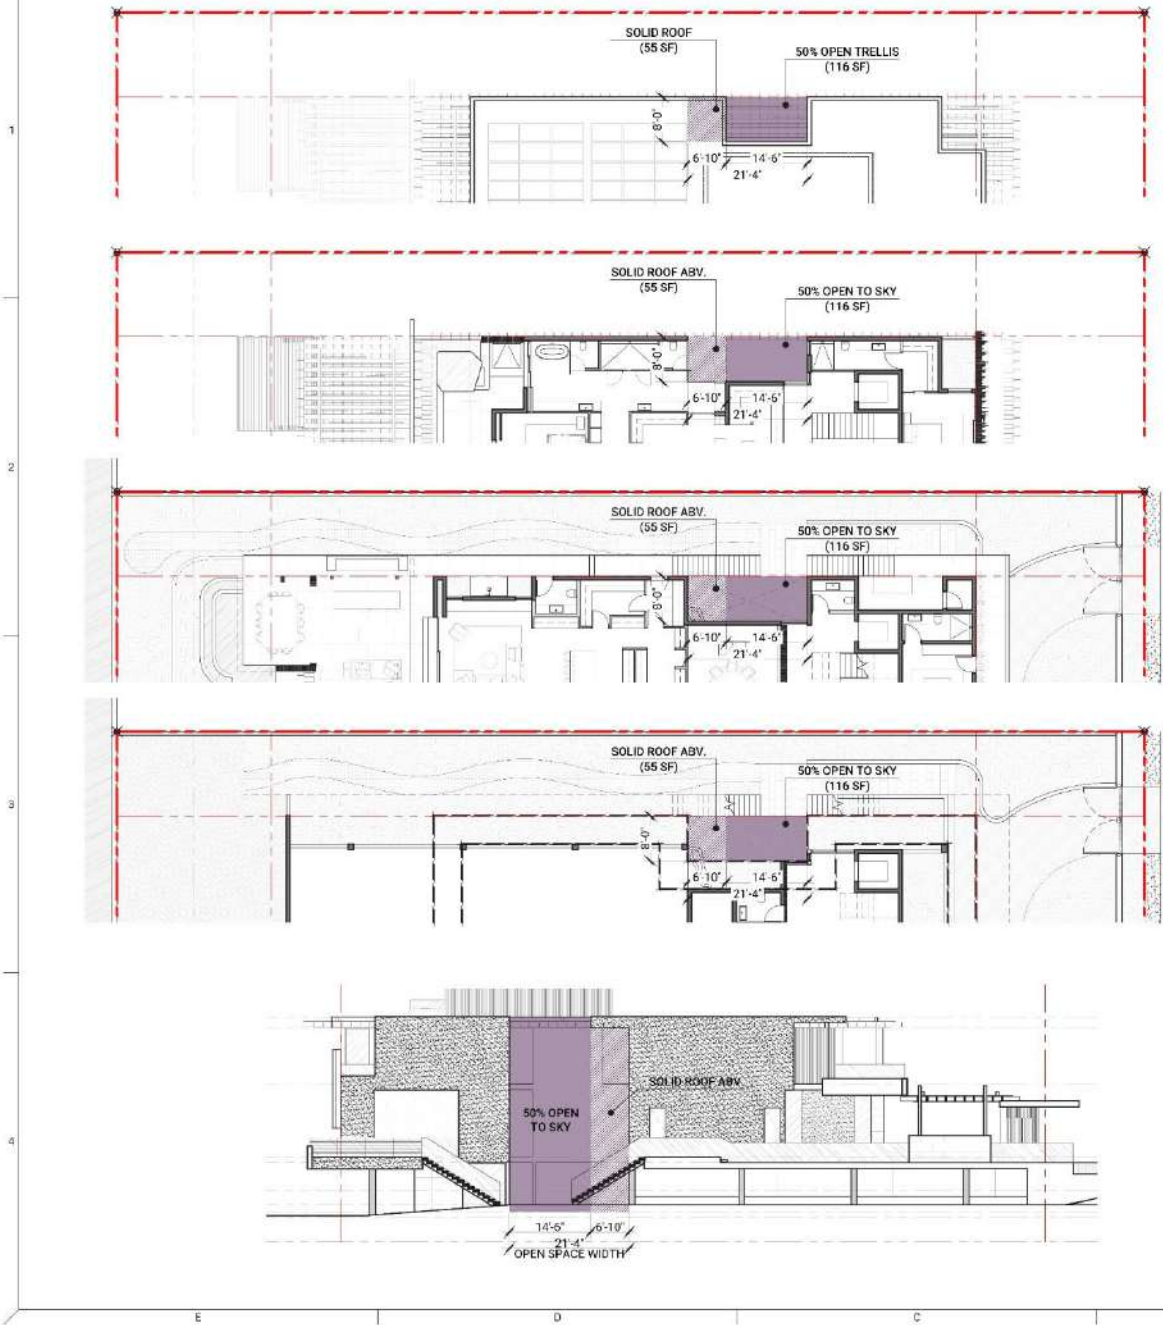 SOLID ROOF
(55 SF)
50% OPEN TRELLIS
(116 SF)
1
8'-0"
6'-10"
14'-6"
21'-4"
SOLID ROOF ABV.
(55 SF)
50% OPEN TO SKY
(116 SF)
8'-0"
6'-10"
14'-6"
21'-4"
2
SOLID ROOF ABV.
(55 SF)
50% OPEN TO SKY
(116 SF)
8'-0"
6'-10"
14'-6"
21'-4"
SOLID ROOF ABV.
(55 SF)
50% OPEN TO SKY
(116 SF)
3
8'-0"
6'-10"
14'-6"
21'-4"
SOLID ROOF ABV.
50% OPEN
TO SKY
4
14'-6"
6'-10"
21'-4"
OPEN SPACE WIDTH
E
D
C